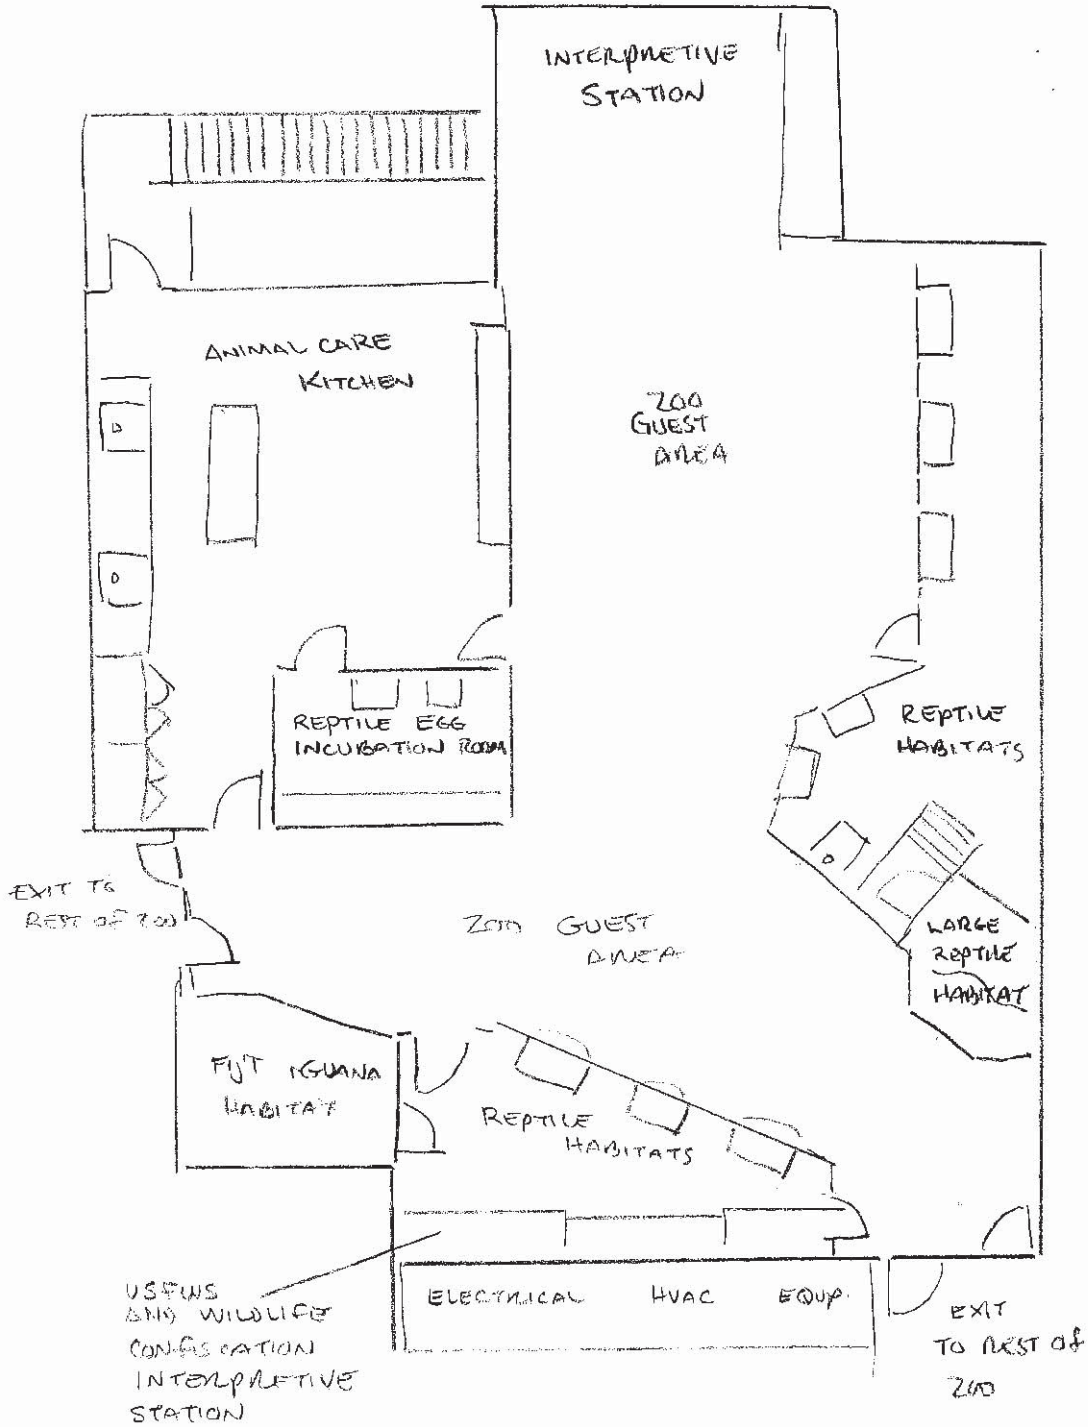 INTERPRETIVE
STATION
ANIMAL CARE
KITCHEN
ZOO
GUEST
AREA
REPTILE EGG
INCUBATION ROOM
REPTILE
HABITATS
EXIT TO
REST OF ZOO
ZOO GUEST
AREA
LARGE
REPTILE
HABITAT
FIJI IGUANA
HABITAT
REPTILE
HABITATS
USFWS
AND WILDLIFE
CONFISCATION
INTERPRETIVE
STATION
ELECTRICAL HVAC EQUIP.
EXIT
TO REST OF
ZOO